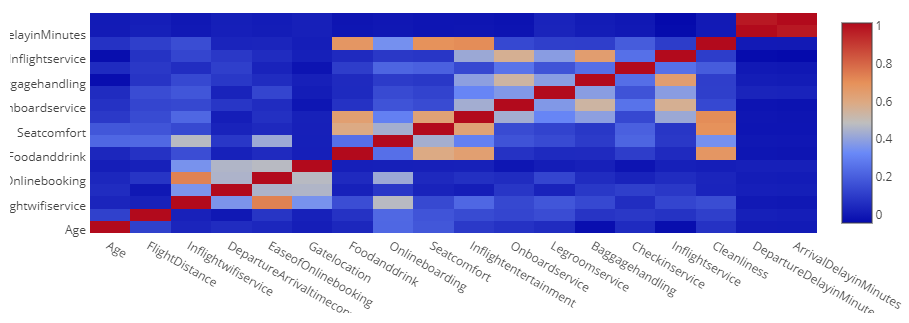 elayinMinutes
Inflightservice
ggagehandling
nboardservice
Seatcomfort
Foodanddrink
Onlinebooking
ghtwifiservice
Age
Age
FlightDistance
Inflightwifiservice
DepartureArrivaltimeconv
EaseofOnlinebooking
Gatelocation
Foodanddrink
Onlineboarding
Seatcomfort
Inflightentertainment
Onboardservice
Legroomservice
Baggagehandling
Checkinservice
Inflightservice
Cleanliness
DepartureDelayinMinute
ArrivalDelayinMinutes
1
0.8
0.6
0.4
0.2
0